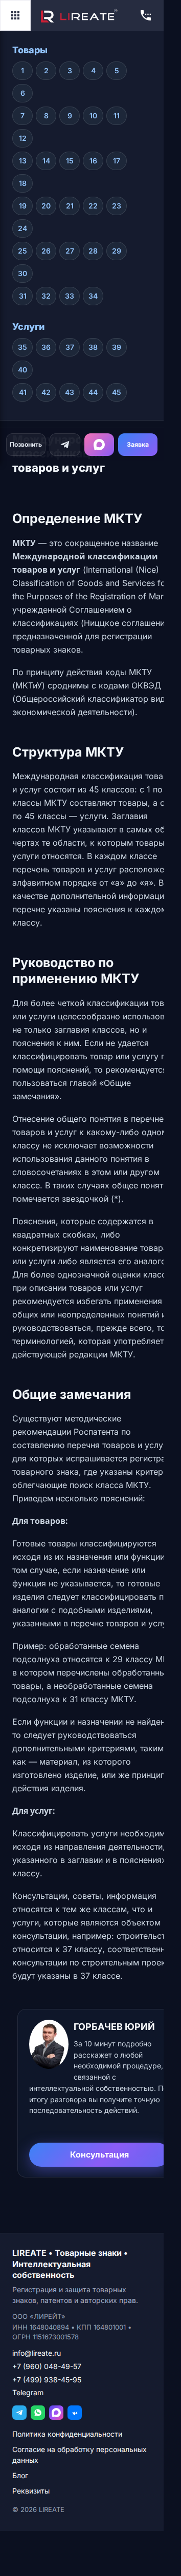 LIREATE
Товары
1 2 3 4 5
6
7 8 9 10 11
12
13 14 15 16 17
18
19 20 21 22 23
24
25 26 27 28 29
30
31 32 33 34
Услуги
35 36 37 38 39
40
41 42 43 44 45
Позвонить
Заявка
товаров и услуг
Определение МКТУ
МКТУ — это сокращенное название
Международной классификации
товаров и услуг (International (Nice)
Classification of Goods and Services fo
the Purposes of the Registration of Mar
учрежденной Соглашением о
классификациях (Ниццкое соглашени
предназначенной для регистрации
товарных знаков.
По принципу действия коды МКТУ
(МКТиУ) сроднимы с кодами ОКВЭД
(Общероссийский классификатор вид
экономической деятельности).
Структура МКТУ
Международная классификация това
и услуг состоит из 45 классов: с 1 по
классы МКТУ составляют товары, а с
по 45 классы — услуги. Заглавия
классов МКТУ указывают в самых об
чертах те области, к которым товары
услуги относятся. В каждом классе
перечень товаров и услуг расположе
алфавитном порядке от «а» до «я». В
качестве дополнительной информаци
перечне указаны пояснения к каждом
классу.
Руководство по
применению МКТУ
Для более четкой классификации тов
или услуги целесообразно использов
не только заглавия классов, но и
пояснения к ним. Если не удается
классифицировать товар или услугу п
помощи пояснений, то рекомендуетс
пользоваться главой «Общие
замечания».
Отнесение общего понятия в перечне
товаров и услуг к какому-либо одном
классу не исключает возможности
использования данного понятия в
словосочетаниях в этом или другом
классе. В таких случаях общее понят
помечается звездочкой (*).
Пояснения, которые содержатся в
квадратных скобках, либо
конкретизируют наименование товар
или услуги либо является его аналого
Для более однозначной оценки класс
при описании товаров или услуг
рекомендуется избегать применения
общих или неопределенных понятий и
руководствоваться, прежде всего, то
терминологией, которая употребляет
действующей редакции МКТУ.
Общие замечания
Существуют методические
рекомендации Роспатента по
составлению перечня товаров и услу
для которых испрашивается регистра
товарного знака, где указаны критер
облегчающие поиск класса МКТУ.
Приведем несколько пояснений:
Для товаров:
Готовые товары классифицируются
исходя из их назначения или функции
том случае, если назначение или
функция не указывается, то готовые
изделия следует классифицировать п
аналогии с подобными изделиями,
указанными в перечне товаров и услу
Пример: обработанные семена
подсолнуха относятся к 29 классу МК
в котором перечислены обработанны
товары, а необработанные семена
подсолнуха к 31 классу МКТУ.
Если функция и назначении не найден
то следует руководствоваться
дополнительными критериями, таким
как — материал, из которого
изготовлено изделие, или же принцип
действия изделия.
Для услуг:
Классифицировать услуги необходим
исходя из направления деятельности,
указанного в заглавии и в пояснениях
классу.
Консультации, советы, информация
относятся к тем же классам, что и
услуги, которые являются объектом
консультации, например: строительст
относится к 37 классу, соответственн
консультации по строительным проек
будут указаны в 37 классе.
ГОРБАЧЕВ ЮРИЙ
За 10 минут подробно
расскажет о любой
необходимой процедуре,
связанной с
интеллектуальной собственностью. П
итогу разговора вы получите точную
последовательность действий.
Консультация
LIREATE • Товарные знаки •
Интеллектуальная
собственность
Регистрация и защита товарных
знаков, патентов и авторских прав.
ООО «ЛИРЕЙТ»
ИНН 1648040894 • КПП 164801001 •
ОГРН 1151673001578
info@lireate.ru
+7 (960) 048-49-57
+7 (499) 938-45-95
Telegram
Политика конфиденциальности
Согласие на обработку персональных
данных
Блог
Реквизиты
© 2026 LIREATE